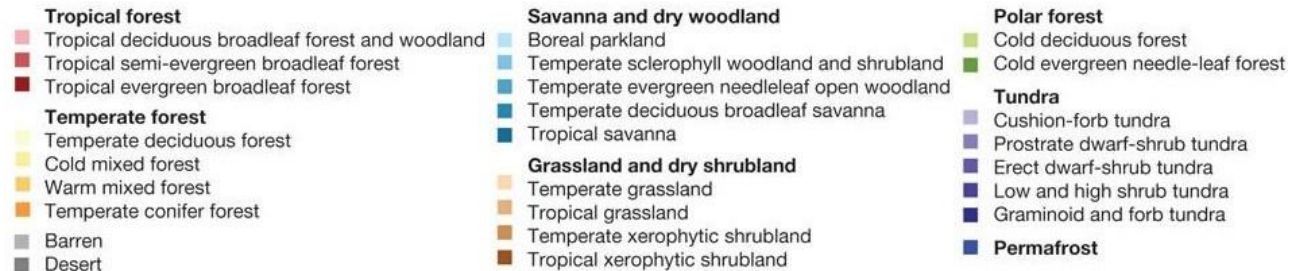 Tropical forest
Tropical deciduous broadleaf forest and woodland
Tropical semi-evergreen broadleaf forest
Tropical evergreen broadleaf forest
Temperate forest
Temperate deciduous forest
Cold mixed forest
Warm mixed forest
Temperate conifer forest
Barren
Desert
Savanna and dry woodland
Boreal parkland
Temperate sclerophyll woodland and shrubland
Temperate evergreen needleleaf open woodland
Temperate deciduous broadleaf savanna
Tropical savanna
Grassland and dry shrubland
Temperate grassland
Tropical grassland
Temperate xerophytic shrubland
Tropical xerophytic shrubland
Polar forest
Cold deciduous forest
Cold evergreen needle-leaf forest
Tundra
Cushion-forb tundra
Prostrate dwarf-shrub tundra
Erect dwarf-shrub tundra
Low and high shrub tundra
Graminoid and forb tundra
Permafrost